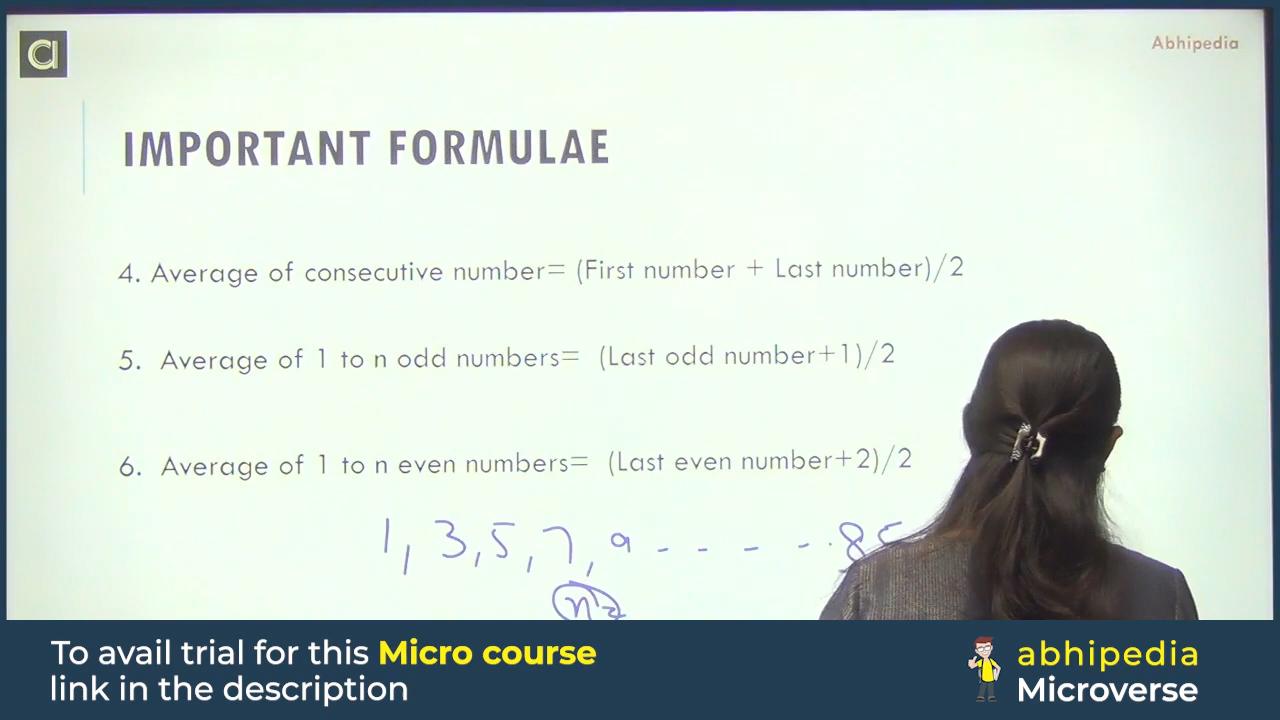 Abhipedia
IMPORTANT FORMULAE
4. Average of consecutive number= (First number + Last number)/2
5. Average of 1 to n odd numbers= (Last odd number+1)/2
6. Average of 1 to n even numbers= (Last even number+2)/2
1, 3, 5, 7, 9 - - - - . 85
n²
To avail trial for this Micro course
link in the description
abhipedia
Microverse